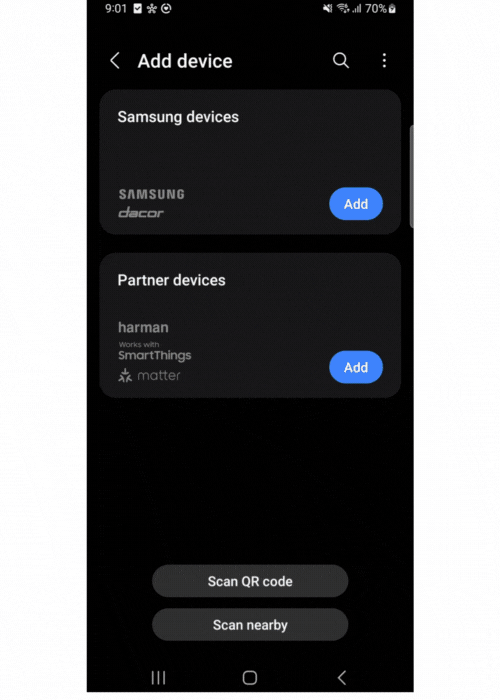 9:01 70%
Add device
Samsung devices
SAMSUNG
dacor
Add
Partner devices
harman
Works with
SmartThings
matter
Add
Scan QR code
Scan nearby